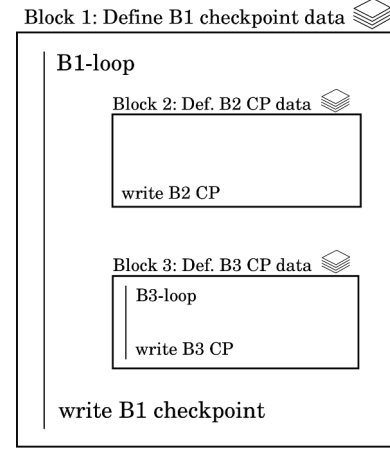 Block 1: Define B1 checkpoint data
B1-loop
Block 2: Def. B2 CP data
write B2 CP
Block 3: Def. B3 CP data
B3-loop
write B3 CP
write B1 checkpoint